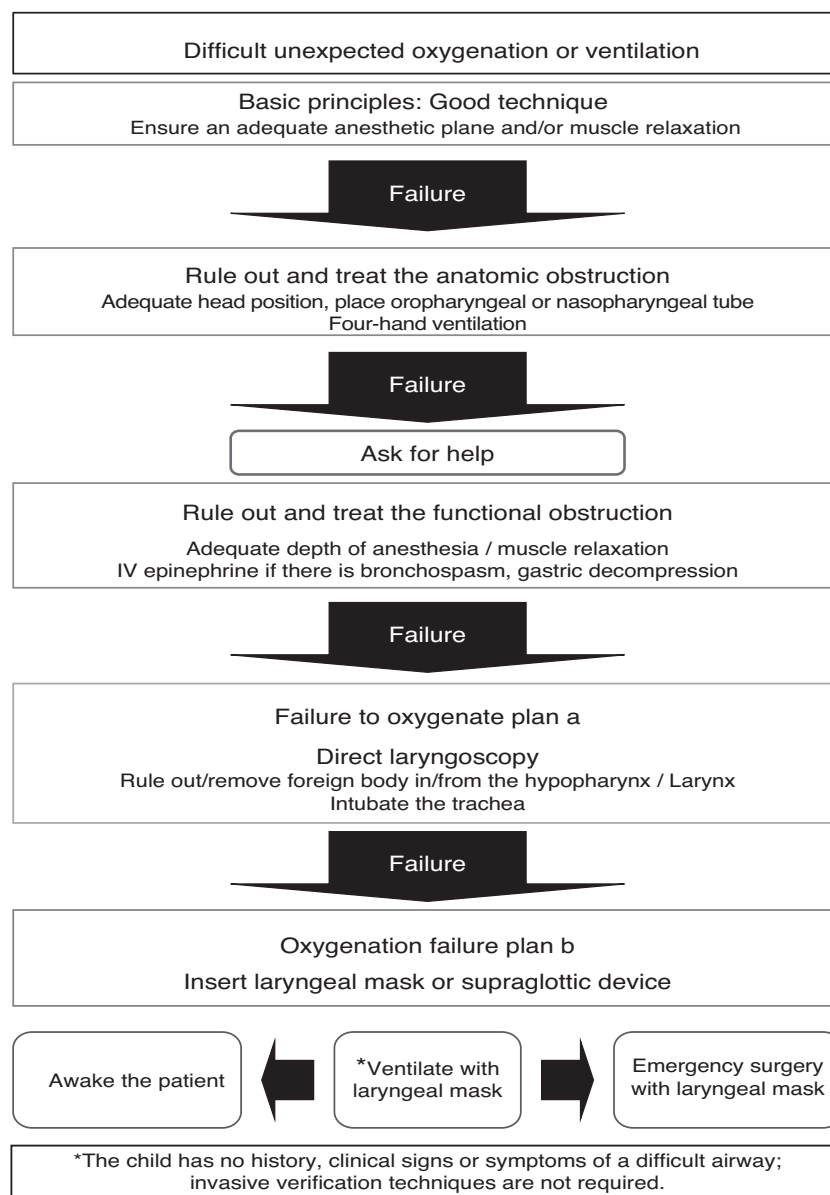 Difficult unexpected oxygenation or ventilation
Basic principles: Good technique
Ensure an adequate anesthetic plane and/or muscle relaxation
Failure
Rule out and treat the anatomic obstruction
Adequate head position, place oropharyngeal or nasopharyngeal tube
Four-hand ventilation
Failure
Ask for help
Rule out and treat the functional obstruction
Adequate depth of anesthesia / muscle relaxation
IV epinephrine if there is bronchospasm, gastric decompression
Failure
Failure to oxygenate plan a
Direct laryngoscopy
Rule out/remove foreign body in/from the hypopharynx / Larynx
Intubate the trachea
Failure
Oxygenation failure plan b
Insert laryngeal mask or supraglottic device
Awake the patient
*Ventilate with
laryngeal mask
Emergency surgery
with laryngeal mask
*The child has no history, clinical signs or symptoms of a difficult airway;
invasive verification techniques are not required.